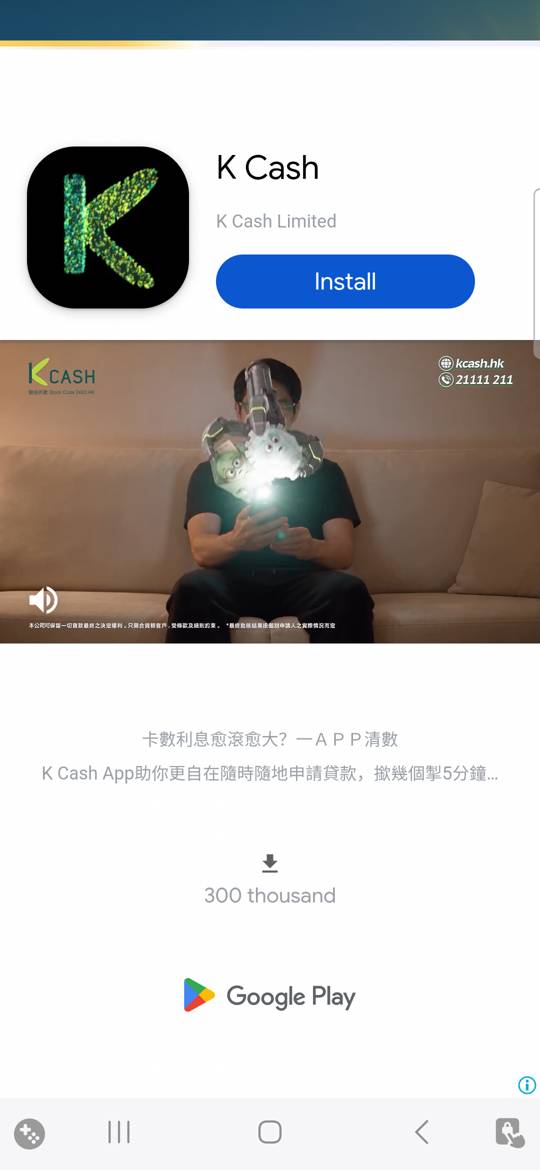 K Cash
K Cash Limited
Install
K CASH
kcash.hk
21111 211
卡數利息愈滾愈大？一ＡＰＰ清數
K Cash App助你更自在隨時隨地申請貸款，撳幾個掣5分鐘...
300 thousand
Google Play